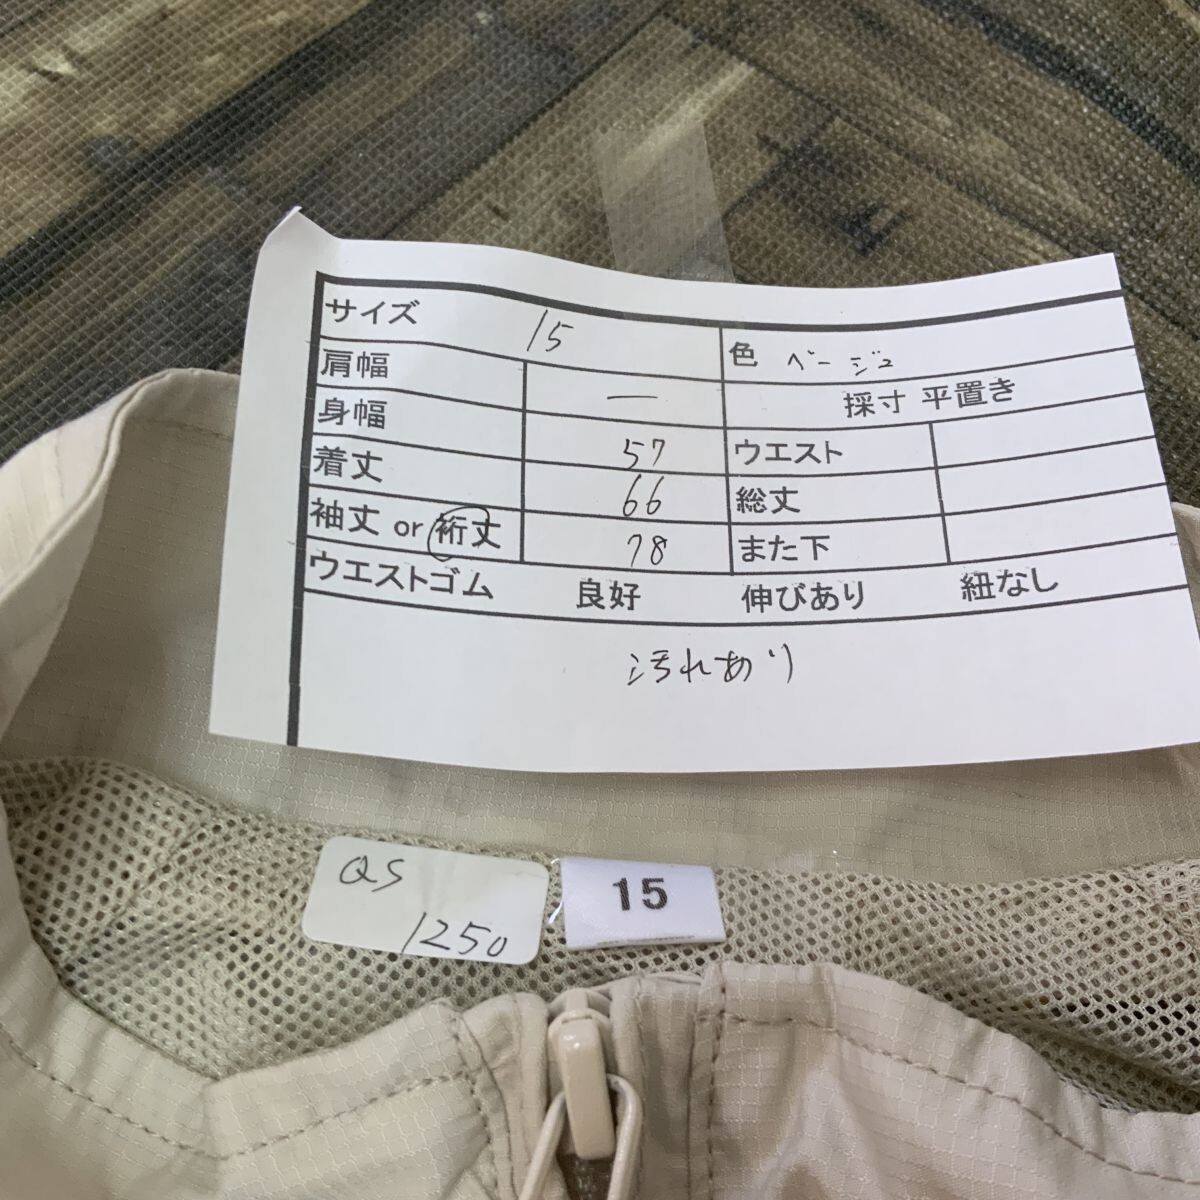 サイズ 15 色 ベージュ
肩幅 — 採寸 平置き
身幅 57 ウエスト
着丈 66 総丈
袖丈 or 裄丈 78 また下
ウエストゴム 良好 伸びあり 紐なし
汚れあり
QS
1250
15